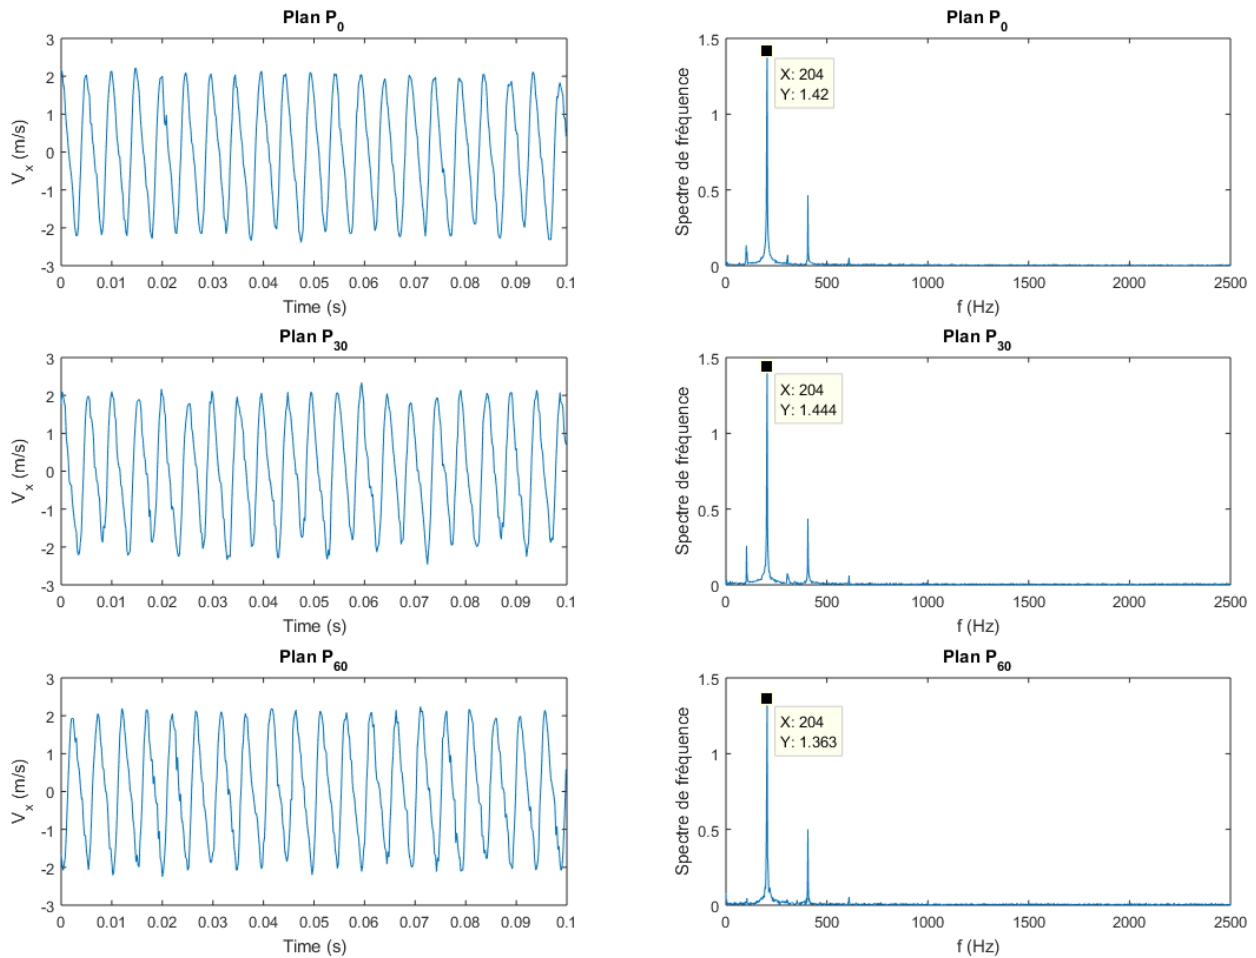 Plan P0
3
2
1
0
-1
-2
-3
Vx (m/s)
0 0.01 0.02 0.03 0.04 0.05 0.06 0.07 0.08 0.09 0.1
Time (s)
Plan P0
1.5
1
0.5
0
Spectre de fréquence
X: 204
Y: 1.42
0 500 1000 1500 2000 2500
f (Hz)
Plan P30
3
2
1
0
-1
-2
-3
Vx (m/s)
0 0.01 0.02 0.03 0.04 0.05 0.06 0.07 0.08 0.09 0.1
Time (s)
Plan P30
1.5
1
0.5
0
Spectre de fréquence
X: 204
Y: 1.444
0 500 1000 1500 2000 2500
f (Hz)
Plan P60
3
2
1
0
-1
-2
-3
Vx (m/s)
0 0.01 0.02 0.03 0.04 0.05 0.06 0.07 0.08 0.09 0.1
Time (s)
Plan P60
1.5
1
0.5
0
Spectre de fréquence
X: 204
Y: 1.363
0 500 1000 1500 2000 2500
f (Hz)